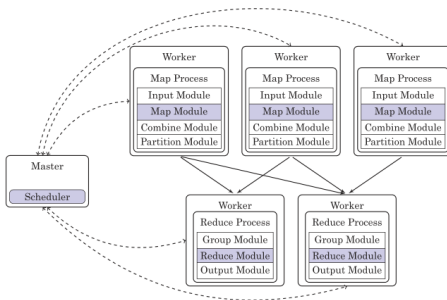 Worker
Map Process
Input Module
Map Module
Combine Module
Partition Module
Worker
Map Process
Input Module
Map Module
Combine Module
Partition Module
Worker
Map Process
Input Module
Map Module
Combine Module
Partition Module
Master
Scheduler
Worker
Reduce Process
Group Module
Reduce Module
Output Module
Worker
Reduce Process
Group Module
Reduce Module
Output Module